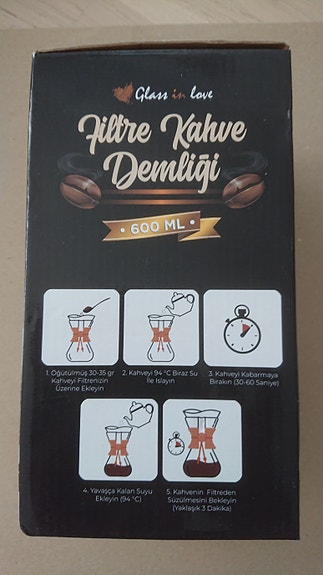 Glass in love
Filtre Kahve
Demliği
• 600 ML •
1. Öğütülmüş 30-35 gr
Kahveyi Filtrenizin
Üzerine Ekleyin
2. Kahveyi 94 °C Biraz Su
İle Islayın
3. Kahveyi Kabarmaya
Bırakın (30-60 Saniye)
4. Yavaşça Kalan Suyu
Ekleyin (94 °C)
5. Kahvenin Filtreden
Süzülmesini Bekleyin
(Yaklaşık 3 Dakika)